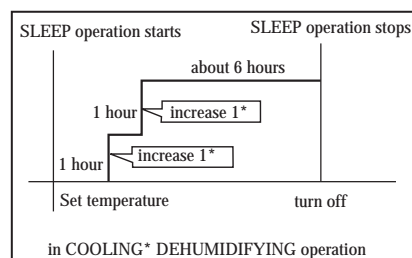 SLEEP operation starts
SLEEP operation stops
about 6 hours
1 hour
increase 1*
1 hour
increase 1*
Set temperature
turn off
in COOLING* DEHUMIDIFYING operation